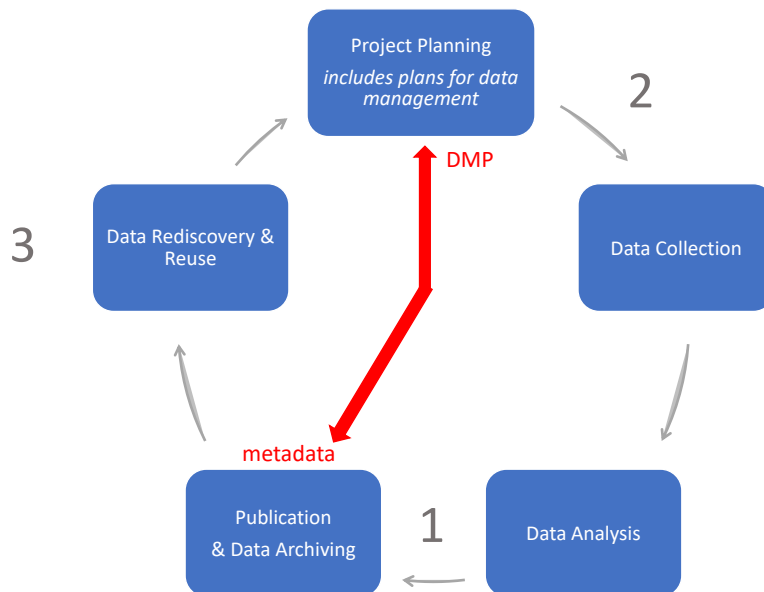 Project Planning
includes plans for data
management
2
DMP
3
Data Rediscovery &
Reuse
Data Collection
metadata
Publication
& Data Archiving
1
Data Analysis